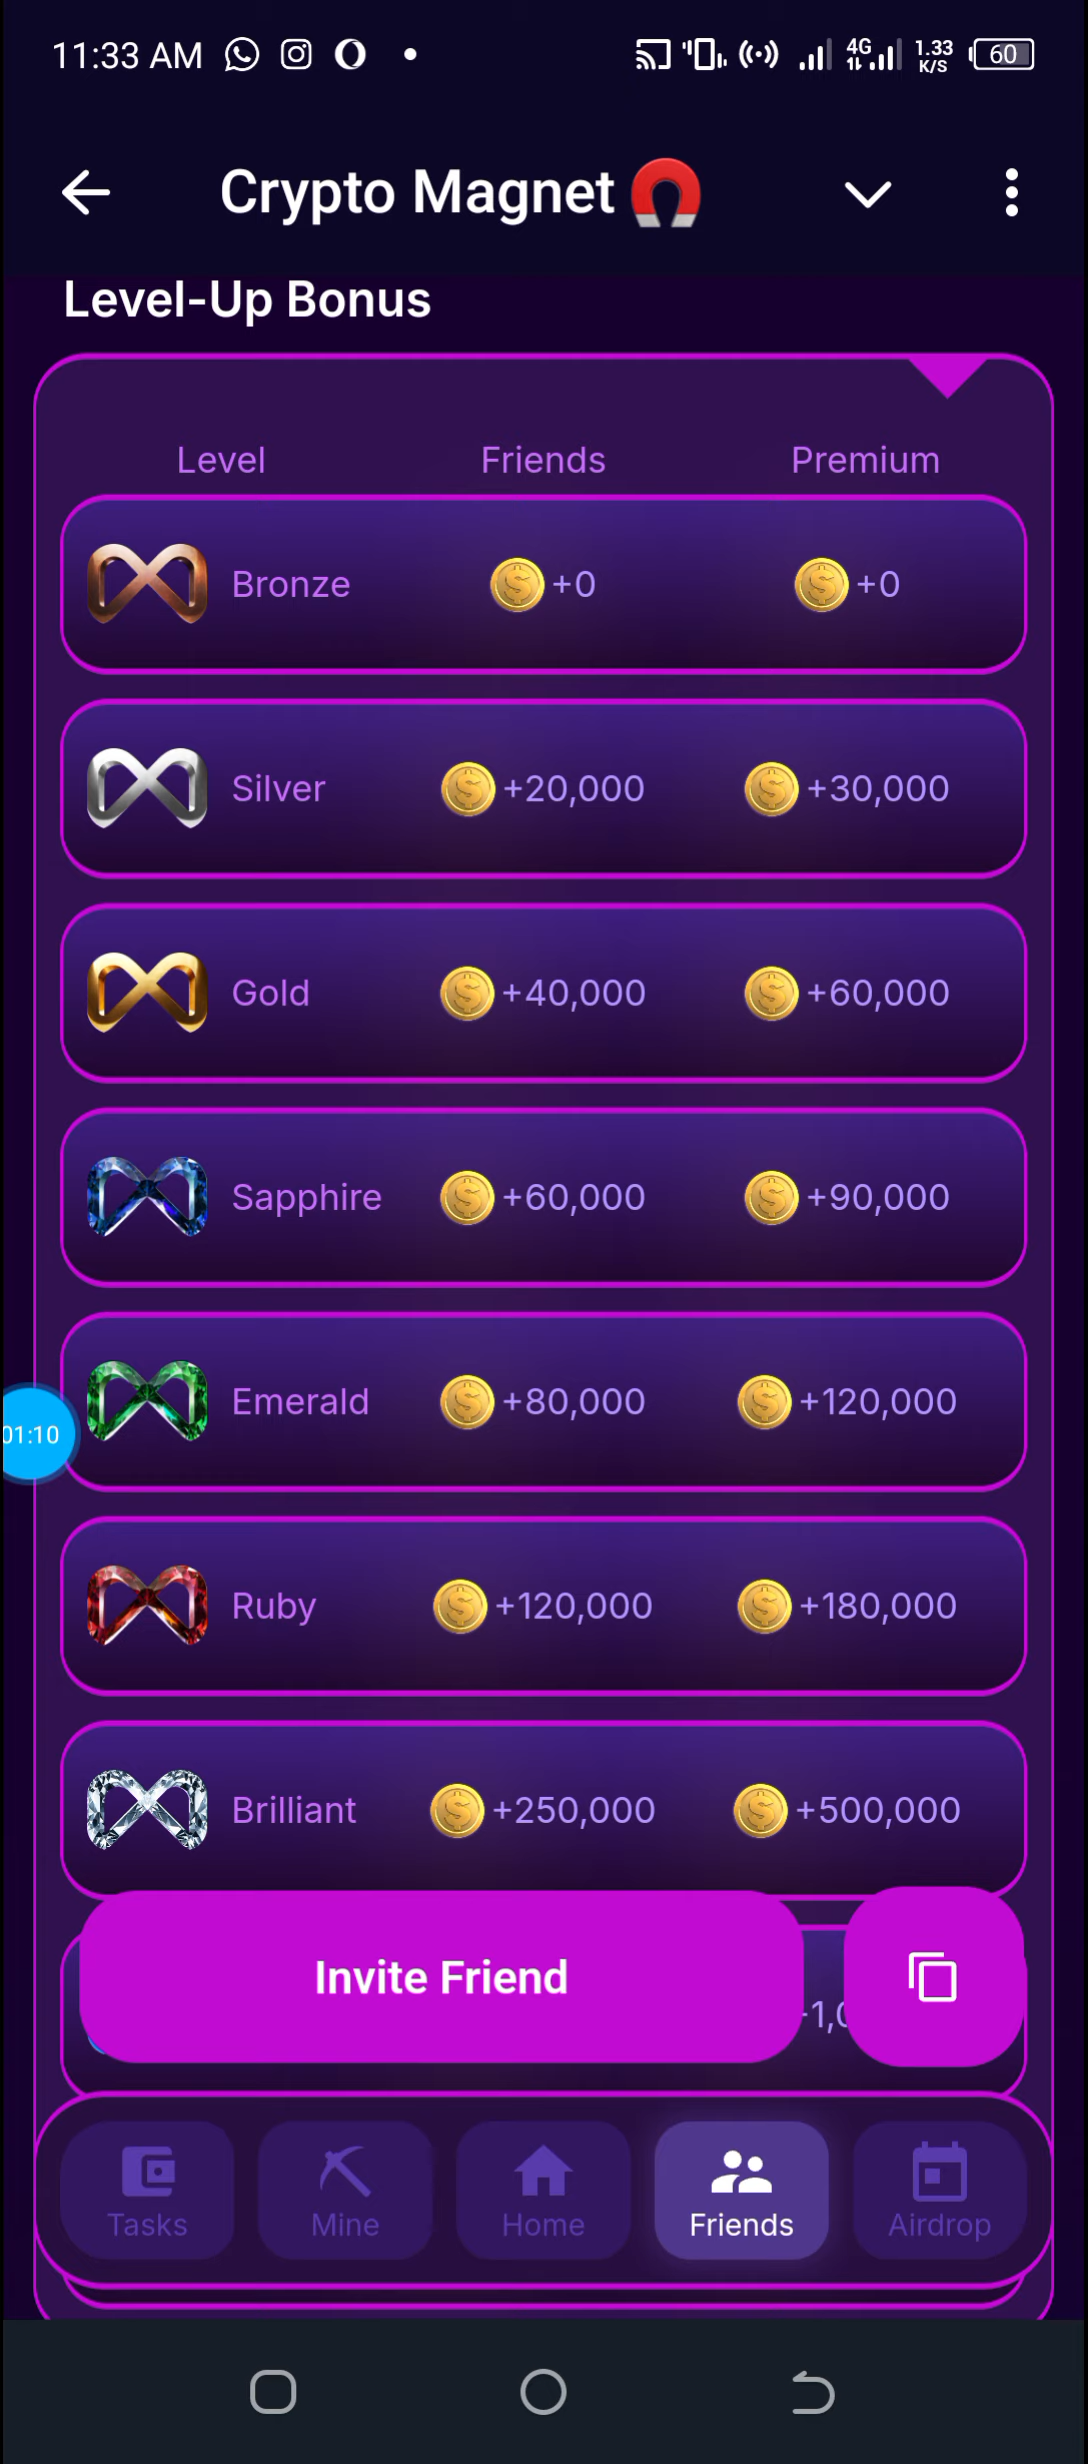 11:33 AM
4G
1.33
K/S
60
Crypto Magnet
Level-Up Bonus
Level Friends Premium
Bronze +0 +0
Silver +20,000 +30,000
Gold +40,000 +60,000
Sapphire +60,000 +90,000
Emerald +80,000 +120,000
01:10
Ruby +120,000 +180,000
Brilliant +250,000 +500,000
Invite Friend
Tasks Mine Home Friends Airdrop